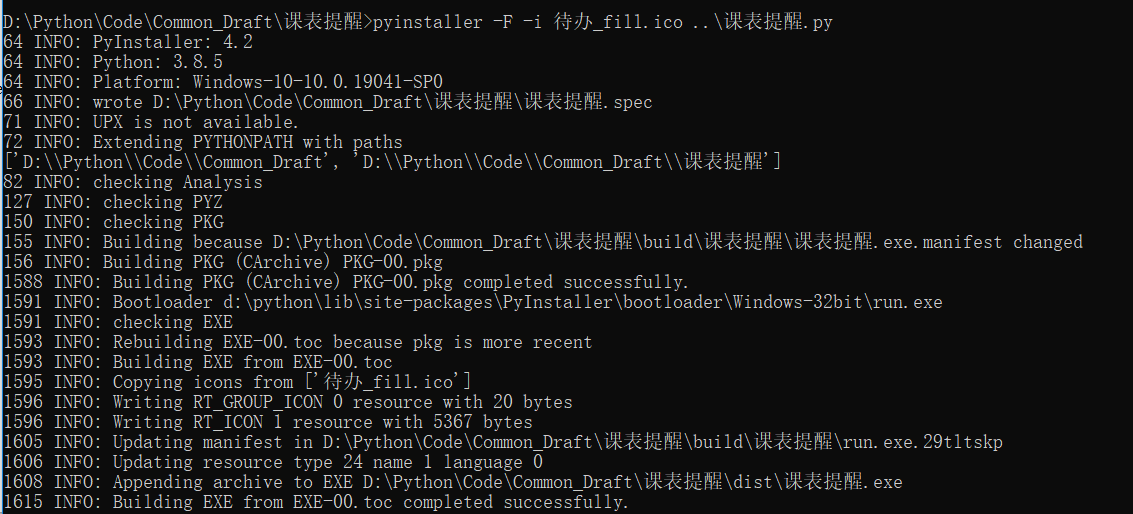 D:\Python\Code\Common_Draft\课表提醒>pyinstaller -F -i 待办_fill.ico ..\课表提醒.py
64 INFO: PyInstaller: 4.2
64 INFO: Python: 3.8.5
64 INFO: Platform: Windows-10-10.0.19041-SP0
66 INFO: wrote D:\Python\Code\Common_Draft\课表提醒\课表提醒.spec
71 INFO: UPX is not available.
72 INFO: Extending PYTHONPATH with paths
['D:\\Python\\Code\\Common_Draft', 'D:\\Python\\Code\\Common_Draft\\课表提醒']
82 INFO: checking Analysis
127 INFO: checking PYZ
150 INFO: checking PKG
155 INFO: Building because D:\Python\Code\Common_Draft\课表提醒\build\课表提醒\课表提醒.exe.manifest changed
156 INFO: Building PKG (CArchive) PKG-00.pkg
1588 INFO: Building PKG (CArchive) PKG-00.pkg completed successfully.
1591 INFO: Bootloader d:\python\lib\site-packages\PyInstaller\bootloader\Windows-32bit\run.exe
1591 INFO: checking EXE
1593 INFO: Rebuilding EXE-00.toc because pkg is more recent
1593 INFO: Building EXE from EXE-00.toc
1595 INFO: Copying icons from ['待办_fill.ico']
1596 INFO: Writing RT_GROUP_ICON 0 resource with 20 bytes
1596 INFO: Writing RT_ICON 1 resource with 5367 bytes
1605 INFO: Updating manifest in D:\Python\Code\Common_Draft\课表提醒\build\课表提醒\run.exe.29tltskp
1606 INFO: Updating resource type 24 name 1 language 0
1608 INFO: Appending archive to EXE D:\Python\Code\Common_Draft\课表提醒\dist\课表提醒.exe
1615 INFO: Building EXE from EXE-00.toc completed successfully.